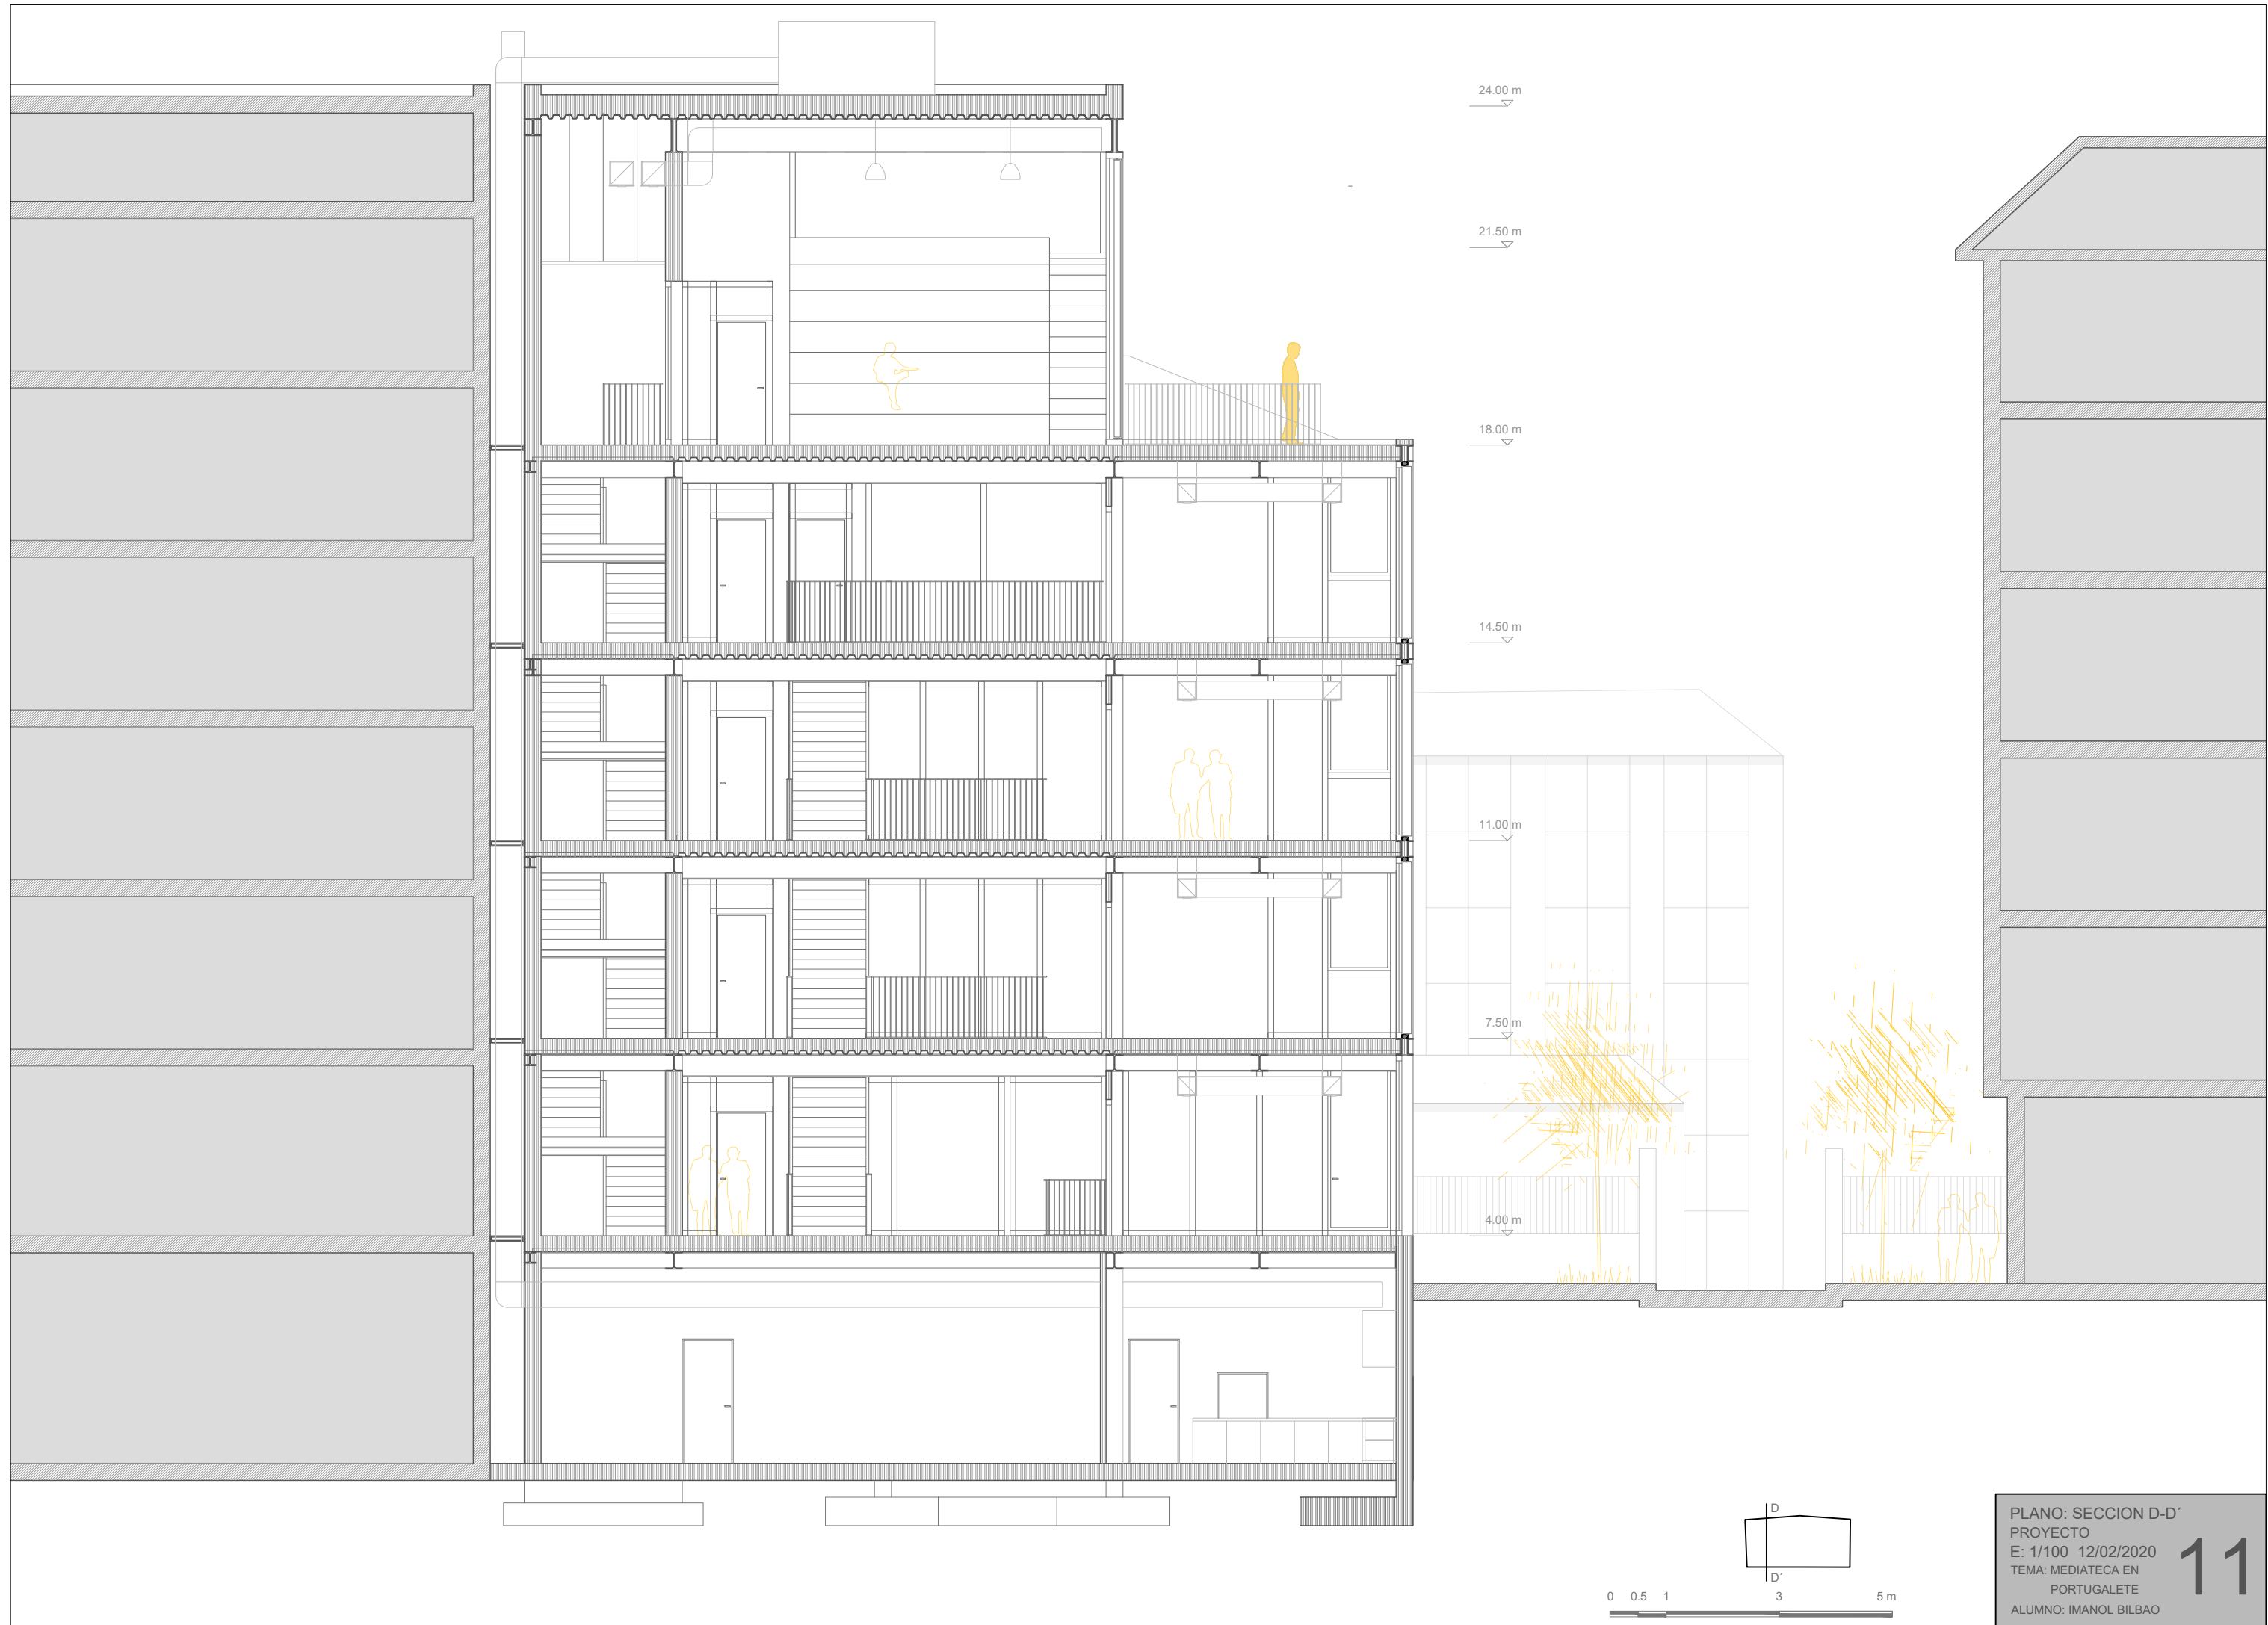 24.00 m
21.50 m
18.00 m
14.50 m
11.00 m
7.50 m
4.00 m
D
D´
0 0.5 1 3 5 m
PLANO: SECCION D-D´
PROYECTO
E: 1/100 12/02/2020
TEMA: MEDIATECA EN
PORTUGALETE
ALUMNO: IMANOL BILBAO
11